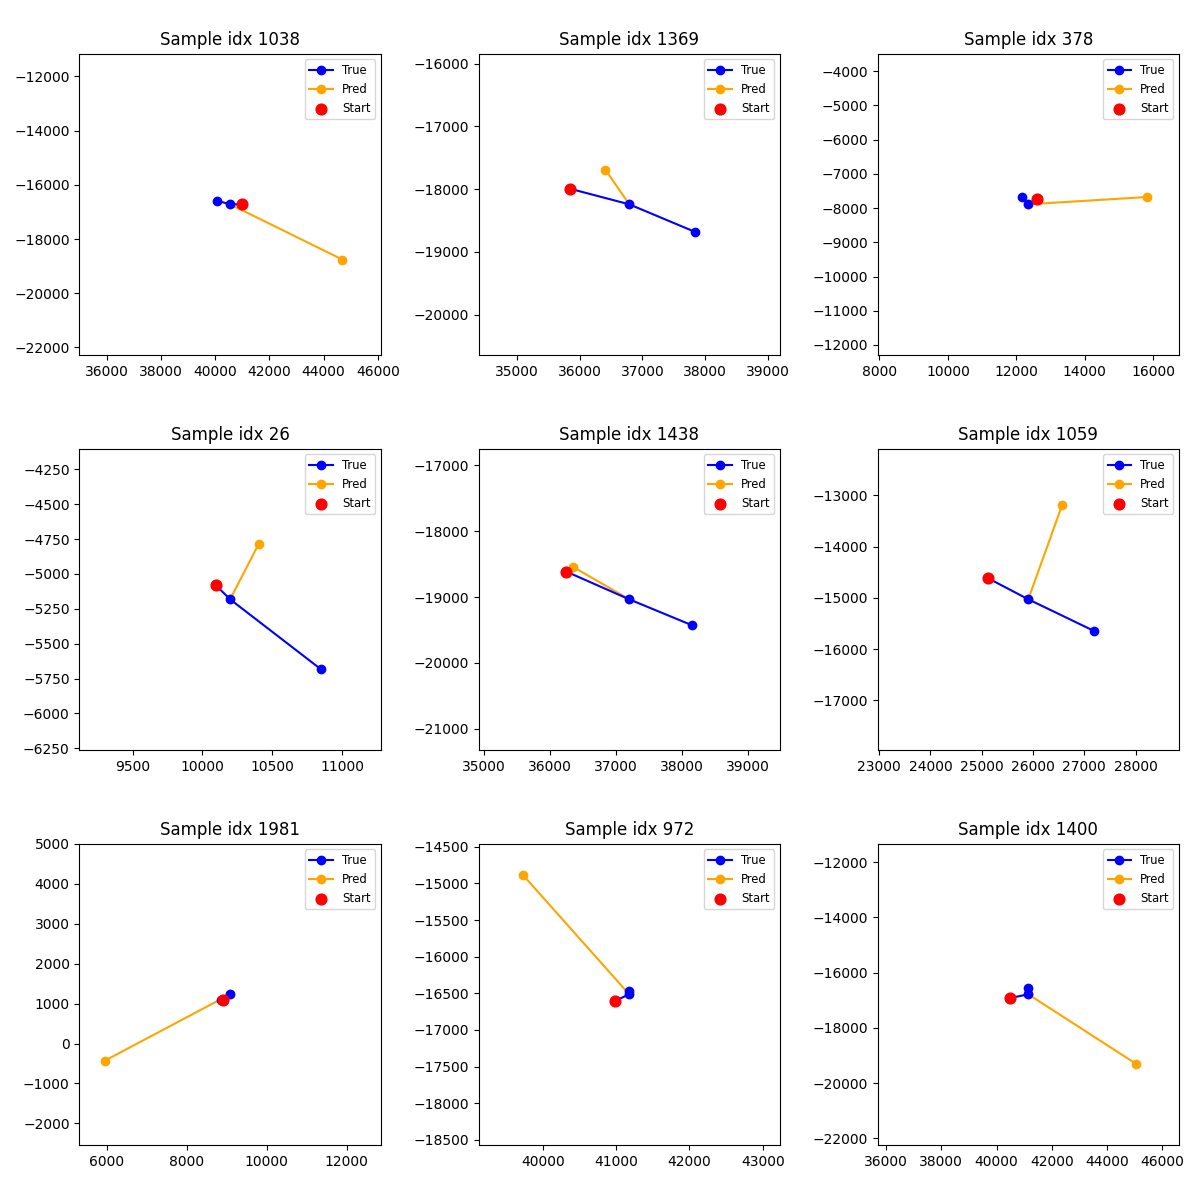 Sample idx 1038
−12000
−14000
−16000
−18000
−20000
−22000
36000 38000 40000 42000 44000 46000
True
Pred
Start
Sample idx 1369
−16000
−17000
−18000
−19000
−20000
35000 36000 37000 38000 39000
True
Pred
Start
Sample idx 378
−4000
−5000
−6000
−7000
−8000
−9000
−10000
−11000
−12000
8000 10000 12000 14000 16000
True
Pred
Start
Sample idx 26
−4250
−4500
−4750
−5000
−5250
−5500
−5750
−6000
−6250
9500 10000 10500 11000
True
Pred
Start
Sample idx 1438
−17000
−18000
−19000
−20000
−21000
35000 36000 37000 38000 39000
True
Pred
Start
Sample idx 1059
−13000
−14000
−15000
−16000
−17000
23000 24000 25000 26000 27000 28000
True
Pred
Start
Sample idx 1981
5000
4000
3000
2000
1000
0
−1000
−2000
6000 8000 10000 12000
True
Pred
Start
Sample idx 972
−14500
−15000
−15500
−16000
−16500
−17000
−17500
−18000
−18500
40000 41000 42000 43000
True
Pred
Start
Sample idx 1400
−12000
−14000
−16000
−18000
−20000
−22000
36000 38000 40000 42000 44000 46000
True
Pred
Start